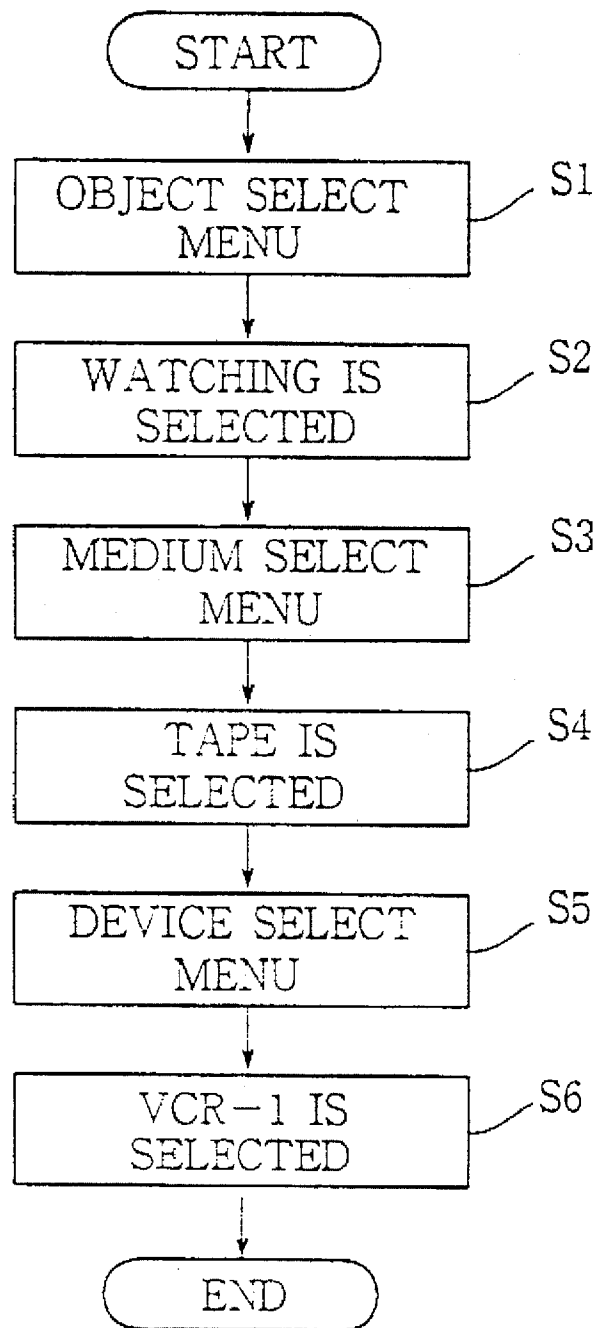 START
OBJECT SELECT
MENU
S1
WATCHING IS
SELECTED
S2
MEDIUM SELECT
MENU
S3
TAPE IS
SELECTED
S4
DEVICE SELECT
MENU
S5
VCR-1 IS
SELECTED
S6
END